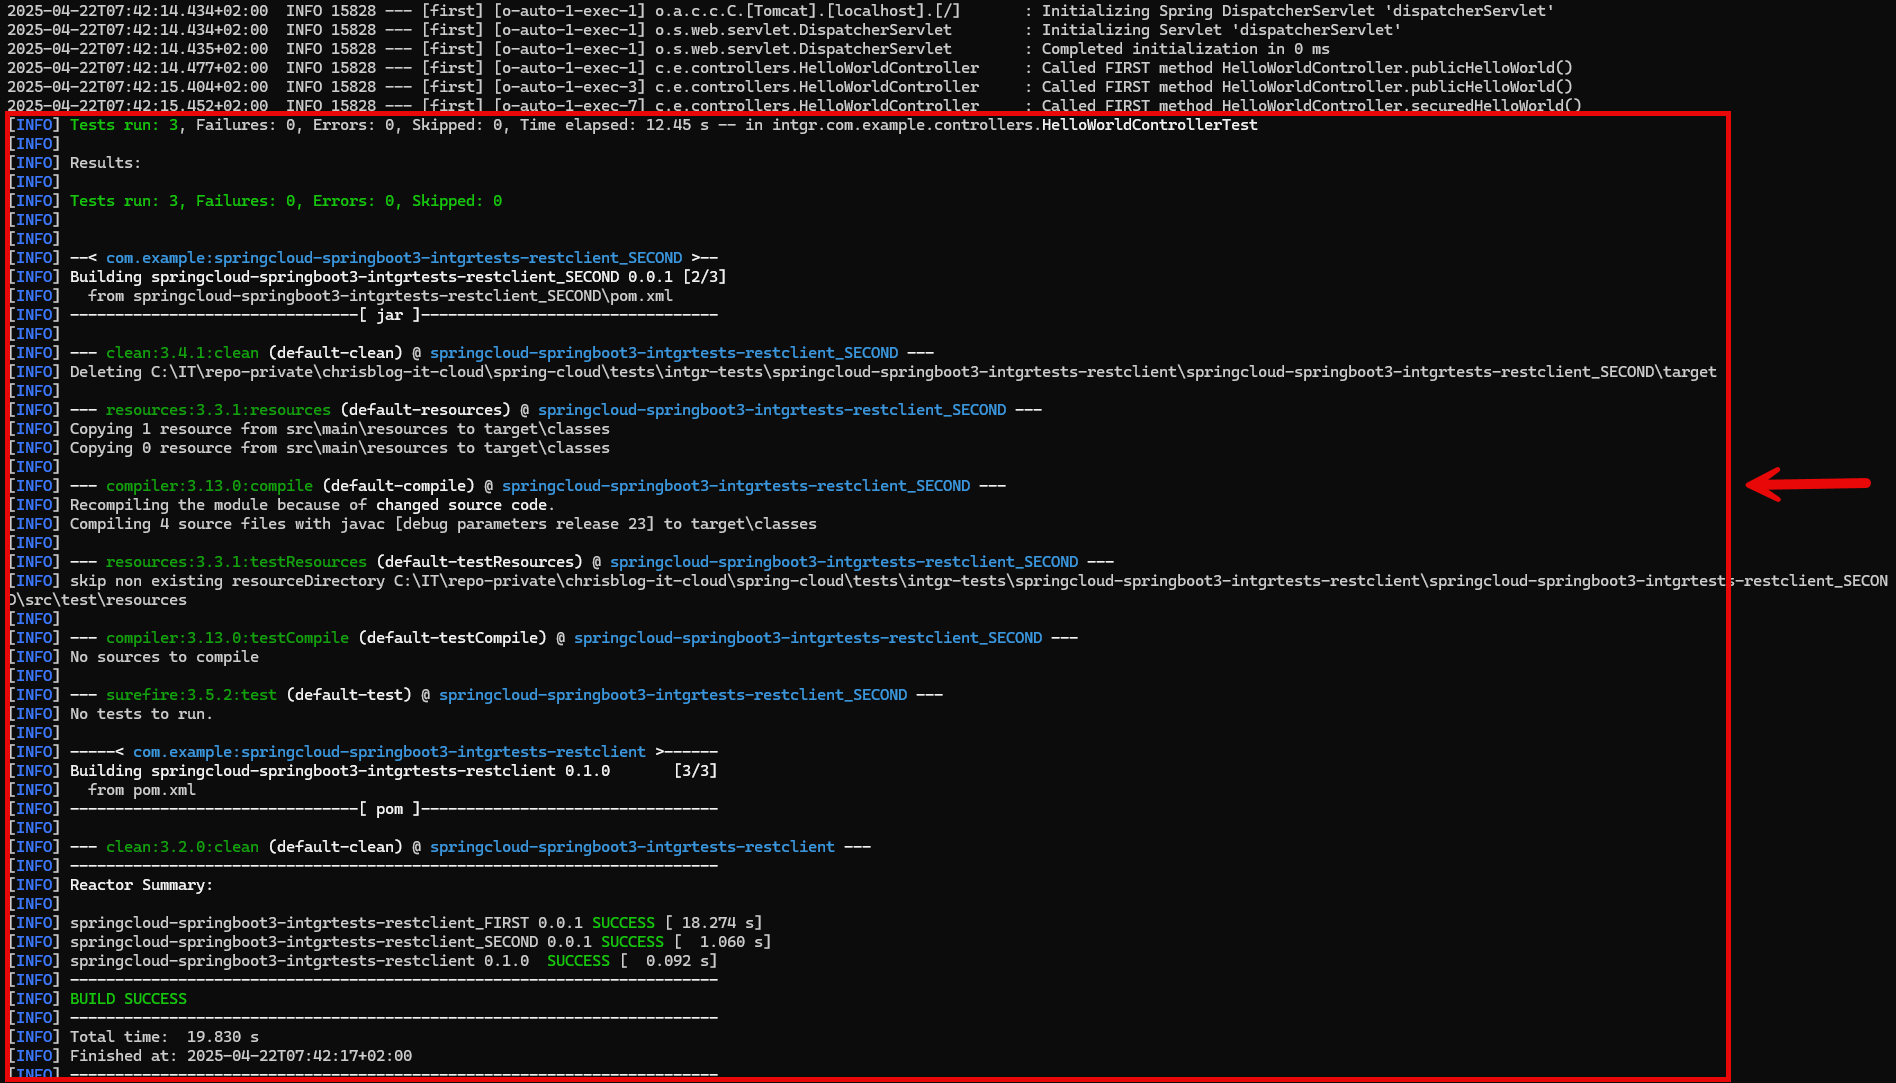 2025-04-22T07:42:14.434+02:00  INFO 15828 --- [first] [o-auto-1-exec-1] o.a.c.c.C.[Tomcat].[localhost].[/]       : Initializing Spring DispatcherServlet 'dispatcherServlet'
2025-04-22T07:42:14.434+02:00  INFO 15828 --- [first] [o-auto-1-exec-1] o.s.web.servlet.DispatcherServlet        : Initializing Servlet 'dispatcherServlet'
2025-04-22T07:42:14.435+02:00  INFO 15828 --- [first] [o-auto-1-exec-1] o.s.web.servlet.DispatcherServlet        : Completed initialization in 0 ms
2025-04-22T07:42:14.477+02:00  INFO 15828 --- [first] [o-auto-1-exec-1] c.e.controllers.HelloWorldController     : Called FIRST method HelloWorldController.publicHelloWorld()
2025-04-22T07:42:15.404+02:00  INFO 15828 --- [first] [o-auto-1-exec-3] c.e.controllers.HelloWorldController     : Called FIRST method HelloWorldController.publicHelloWorld()
2025-04-22T07:42:15.452+02:00  INFO 15828 --- [first] [o-auto-1-exec-7] c.e.controllers.HelloWorldController     : Called FIRST method HelloWorldController.securedHelloWorld()
[INFO] Tests run: 3, Failures: 0, Errors: 0, Skipped: 0, Time elapsed: 12.45 s -- in intgr.com.example.controllers.HelloWorldControllerTest
[INFO]
[INFO] Results:
[INFO]
[INFO] Tests run: 3, Failures: 0, Errors: 0, Skipped: 0
[INFO]
[INFO]
[INFO] --< com.example:springcloud-springboot3-intgrtests-restclient_SECOND >--
[INFO] Building springcloud-springboot3-intgrtests-restclient_SECOND 0.0.1 [2/3]
[INFO]   from springcloud-springboot3-intgrtests-restclient_SECOND\pom.xml
[INFO] --------------------------------[ jar ]---------------------------------
[INFO]
[INFO] --- clean:3.4.1:clean (default-clean) @ springcloud-springboot3-intgrtests-restclient_SECOND ---
[INFO] Deleting C:\IT\repo-private\chrisblog-it-cloud\spring-cloud\tests\intgr-tests\springcloud-springboot3-intgrtests-restclient\springcloud-springboot3-intgrtests-restclient_SECOND\target
[INFO]
[INFO] --- resources:3.3.1:resources (default-resources) @ springcloud-springboot3-intgrtests-restclient_SECOND ---
[INFO] Copying 1 resource from src\main\resources to target\classes
[INFO] Copying 0 resource from src\main\resources to target\classes
[INFO]
[INFO] --- compiler:3.13.0:compile (default-compile) @ springcloud-springboot3-intgrtests-restclient_SECOND ---
[INFO] Recompiling the module because of changed source code.
[INFO] Compiling 4 source files with javac [debug parameters release 23] to target\classes
[INFO]
[INFO] --- resources:3.3.1:testResources (default-testResources) @ springcloud-springboot3-intgrtests-restclient_SECOND ---
[INFO] skip non existing resourceDirectory C:\IT\repo-private\chrisblog-it-cloud\spring-cloud\tests\intgr-tests\springcloud-springboot3-intgrtests-restclient\springcloud-springboot3-intgrtests-restclient_SECON
D\src\test\resources
[INFO]
[INFO] --- compiler:3.13.0:testCompile (default-testCompile) @ springcloud-springboot3-intgrtests-restclient_SECOND ---
[INFO] No sources to compile
[INFO]
[INFO] --- surefire:3.5.2:test (default-test) @ springcloud-springboot3-intgrtests-restclient_SECOND ---
[INFO] No tests to run.
[INFO]
[INFO] -----< com.example:springcloud-springboot3-intgrtests-restclient >------
[INFO] Building springcloud-springboot3-intgrtests-restclient 0.1.0       [3/3]
[INFO]   from pom.xml
[INFO] --------------------------------[ pom ]---------------------------------
[INFO]
[INFO] --- clean:3.2.0:clean (default-clean) @ springcloud-springboot3-intgrtests-restclient ---
[INFO] ------------------------------------------------------------------------
[INFO] Reactor Summary:
[INFO]
[INFO] springcloud-springboot3-intgrtests-restclient_FIRST 0.0.1 SUCCESS [ 18.274 s]
[INFO] springcloud-springboot3-intgrtests-restclient_SECOND 0.0.1 SUCCESS [  1.060 s]
[INFO] springcloud-springboot3-intgrtests-restclient 0.1.0  SUCCESS [  0.092 s]
[INFO] ------------------------------------------------------------------------
[INFO] BUILD SUCCESS
[INFO] ------------------------------------------------------------------------
[INFO] Total time:  19.830 s
[INFO] Finished at: 2025-04-22T07:42:17+02:00
[INFO] ------------------------------------------------------------------------